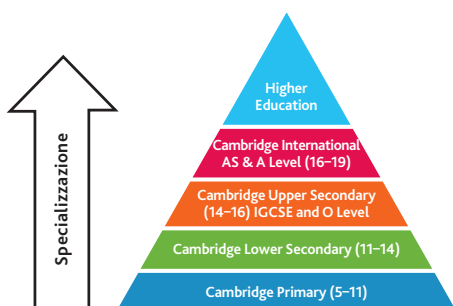 Higher
Education
Cambridge International
AS & A Level (16–19)
Cambridge Upper Secondary
(14–16) IGCSE and O Level
Cambridge Lower Secondary (11–14)
Cambridge Primary (5–11)
Specializzazione